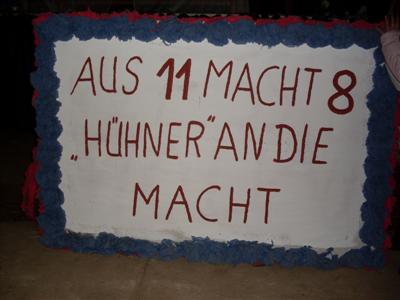 AUS 11 MACHT 8
„HÜHNER" AN DIE
MACHT